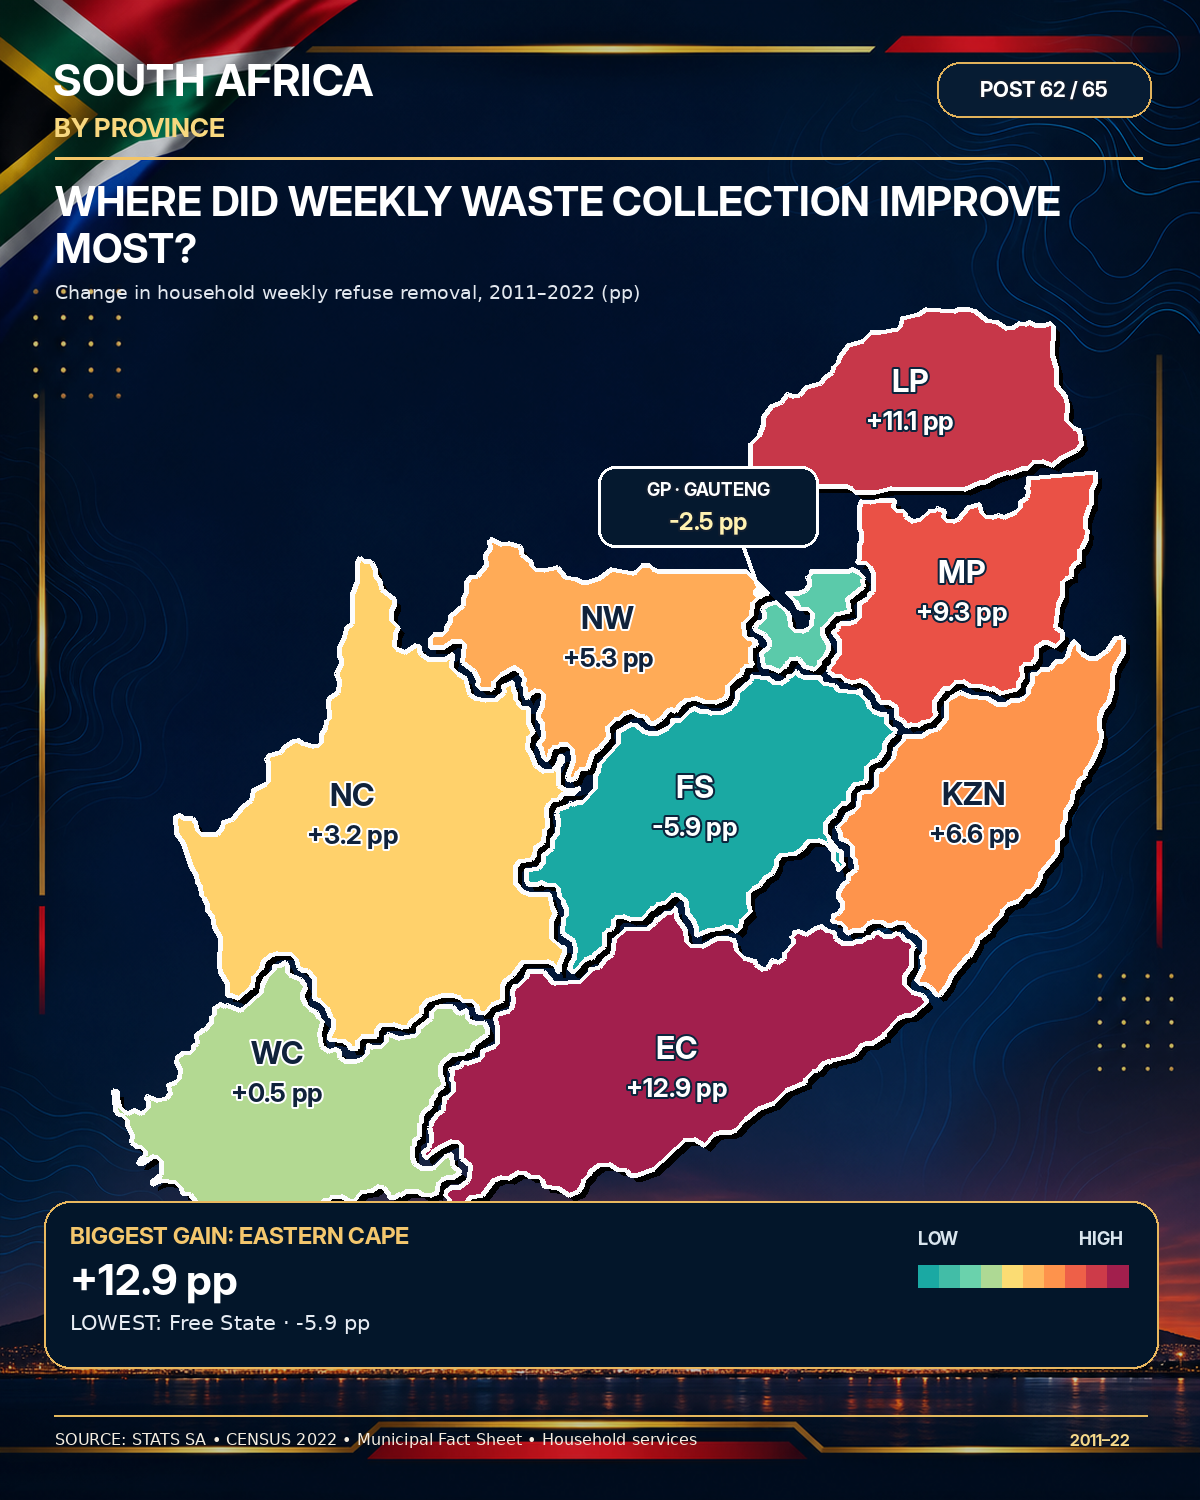 SOUTH AFRICA
POST 62 / 65
BY PROVINCE
WHERE DID WEEKLY WASTE COLLECTION IMPROVE
MOST?
Change in household weekly refuse removal, 2011–2022 (pp)
LP
+11.1 pp
GP · GAUTENG
-2.5 pp
MP
+9.3 pp
NW
+5.3 pp
NC
+3.2 pp
FS
-5.9 pp
KZN
+6.6 pp
WC
+0.5 pp
EC
+12.9 pp
BIGGEST GAIN: EASTERN CAPE
+12.9 pp
LOWEST: Free State · -5.9 pp
LOW HIGH
SOURCE: STATS SA • CENSUS 2022 • Municipal Fact Sheet • Household services
2011–22